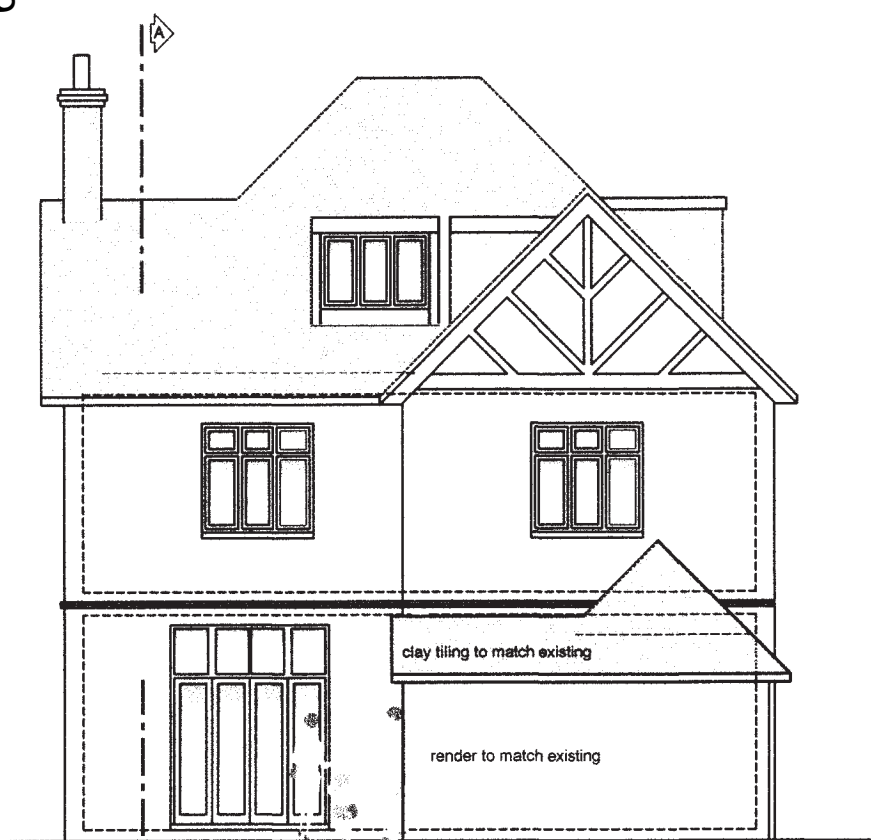 A
clay tiling to match existing
render to match existing